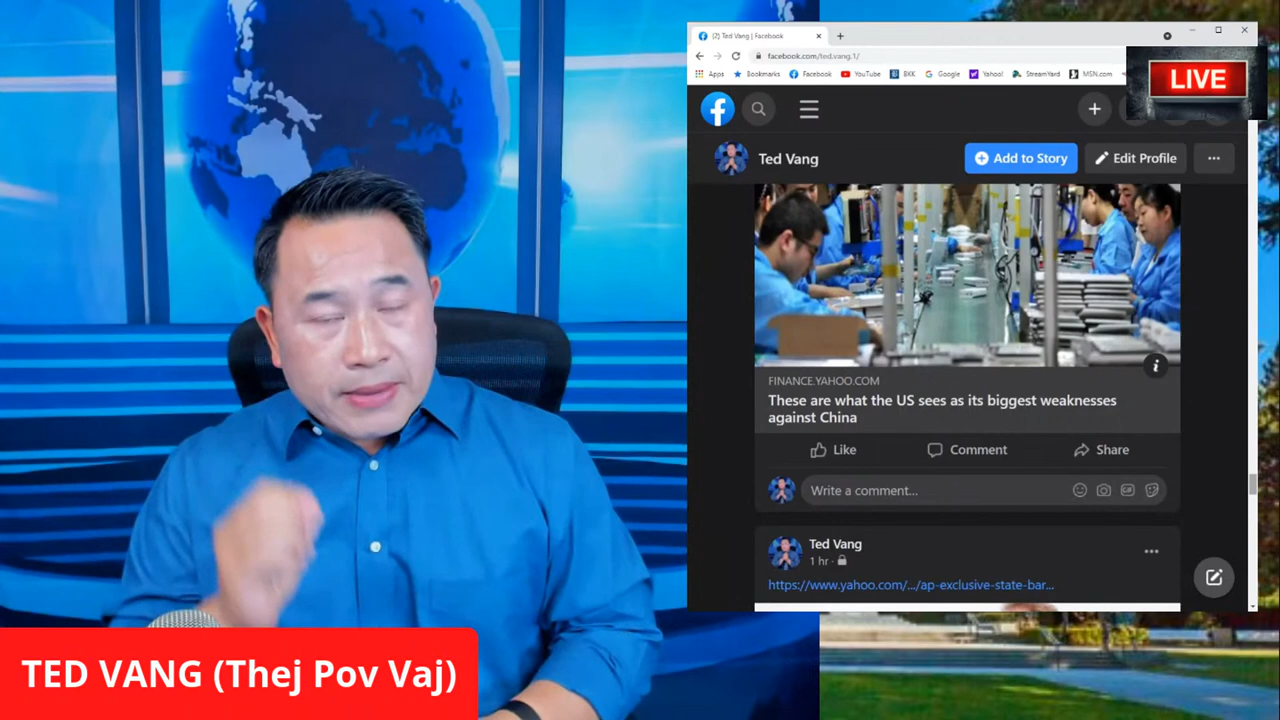 [2] Ted Vang | Facebook
facebook.com/ted.vang.1/
Apps Bookmarks Facebook YouTube BKK Google Yahoo! StreamYard MSN.com
LIVE
Ted Vang
Add to Story
Edit Profile
FINANCE.YAHOO.COM
These are what the US sees as its biggest weaknesses
against China
Like Comment Share
Write a comment...
GIF
Ted Vang
1 hr
https://www.yahoo.com/.../ap-exclusive-state-bar...
TED VANG (Thej Pov Vaj)